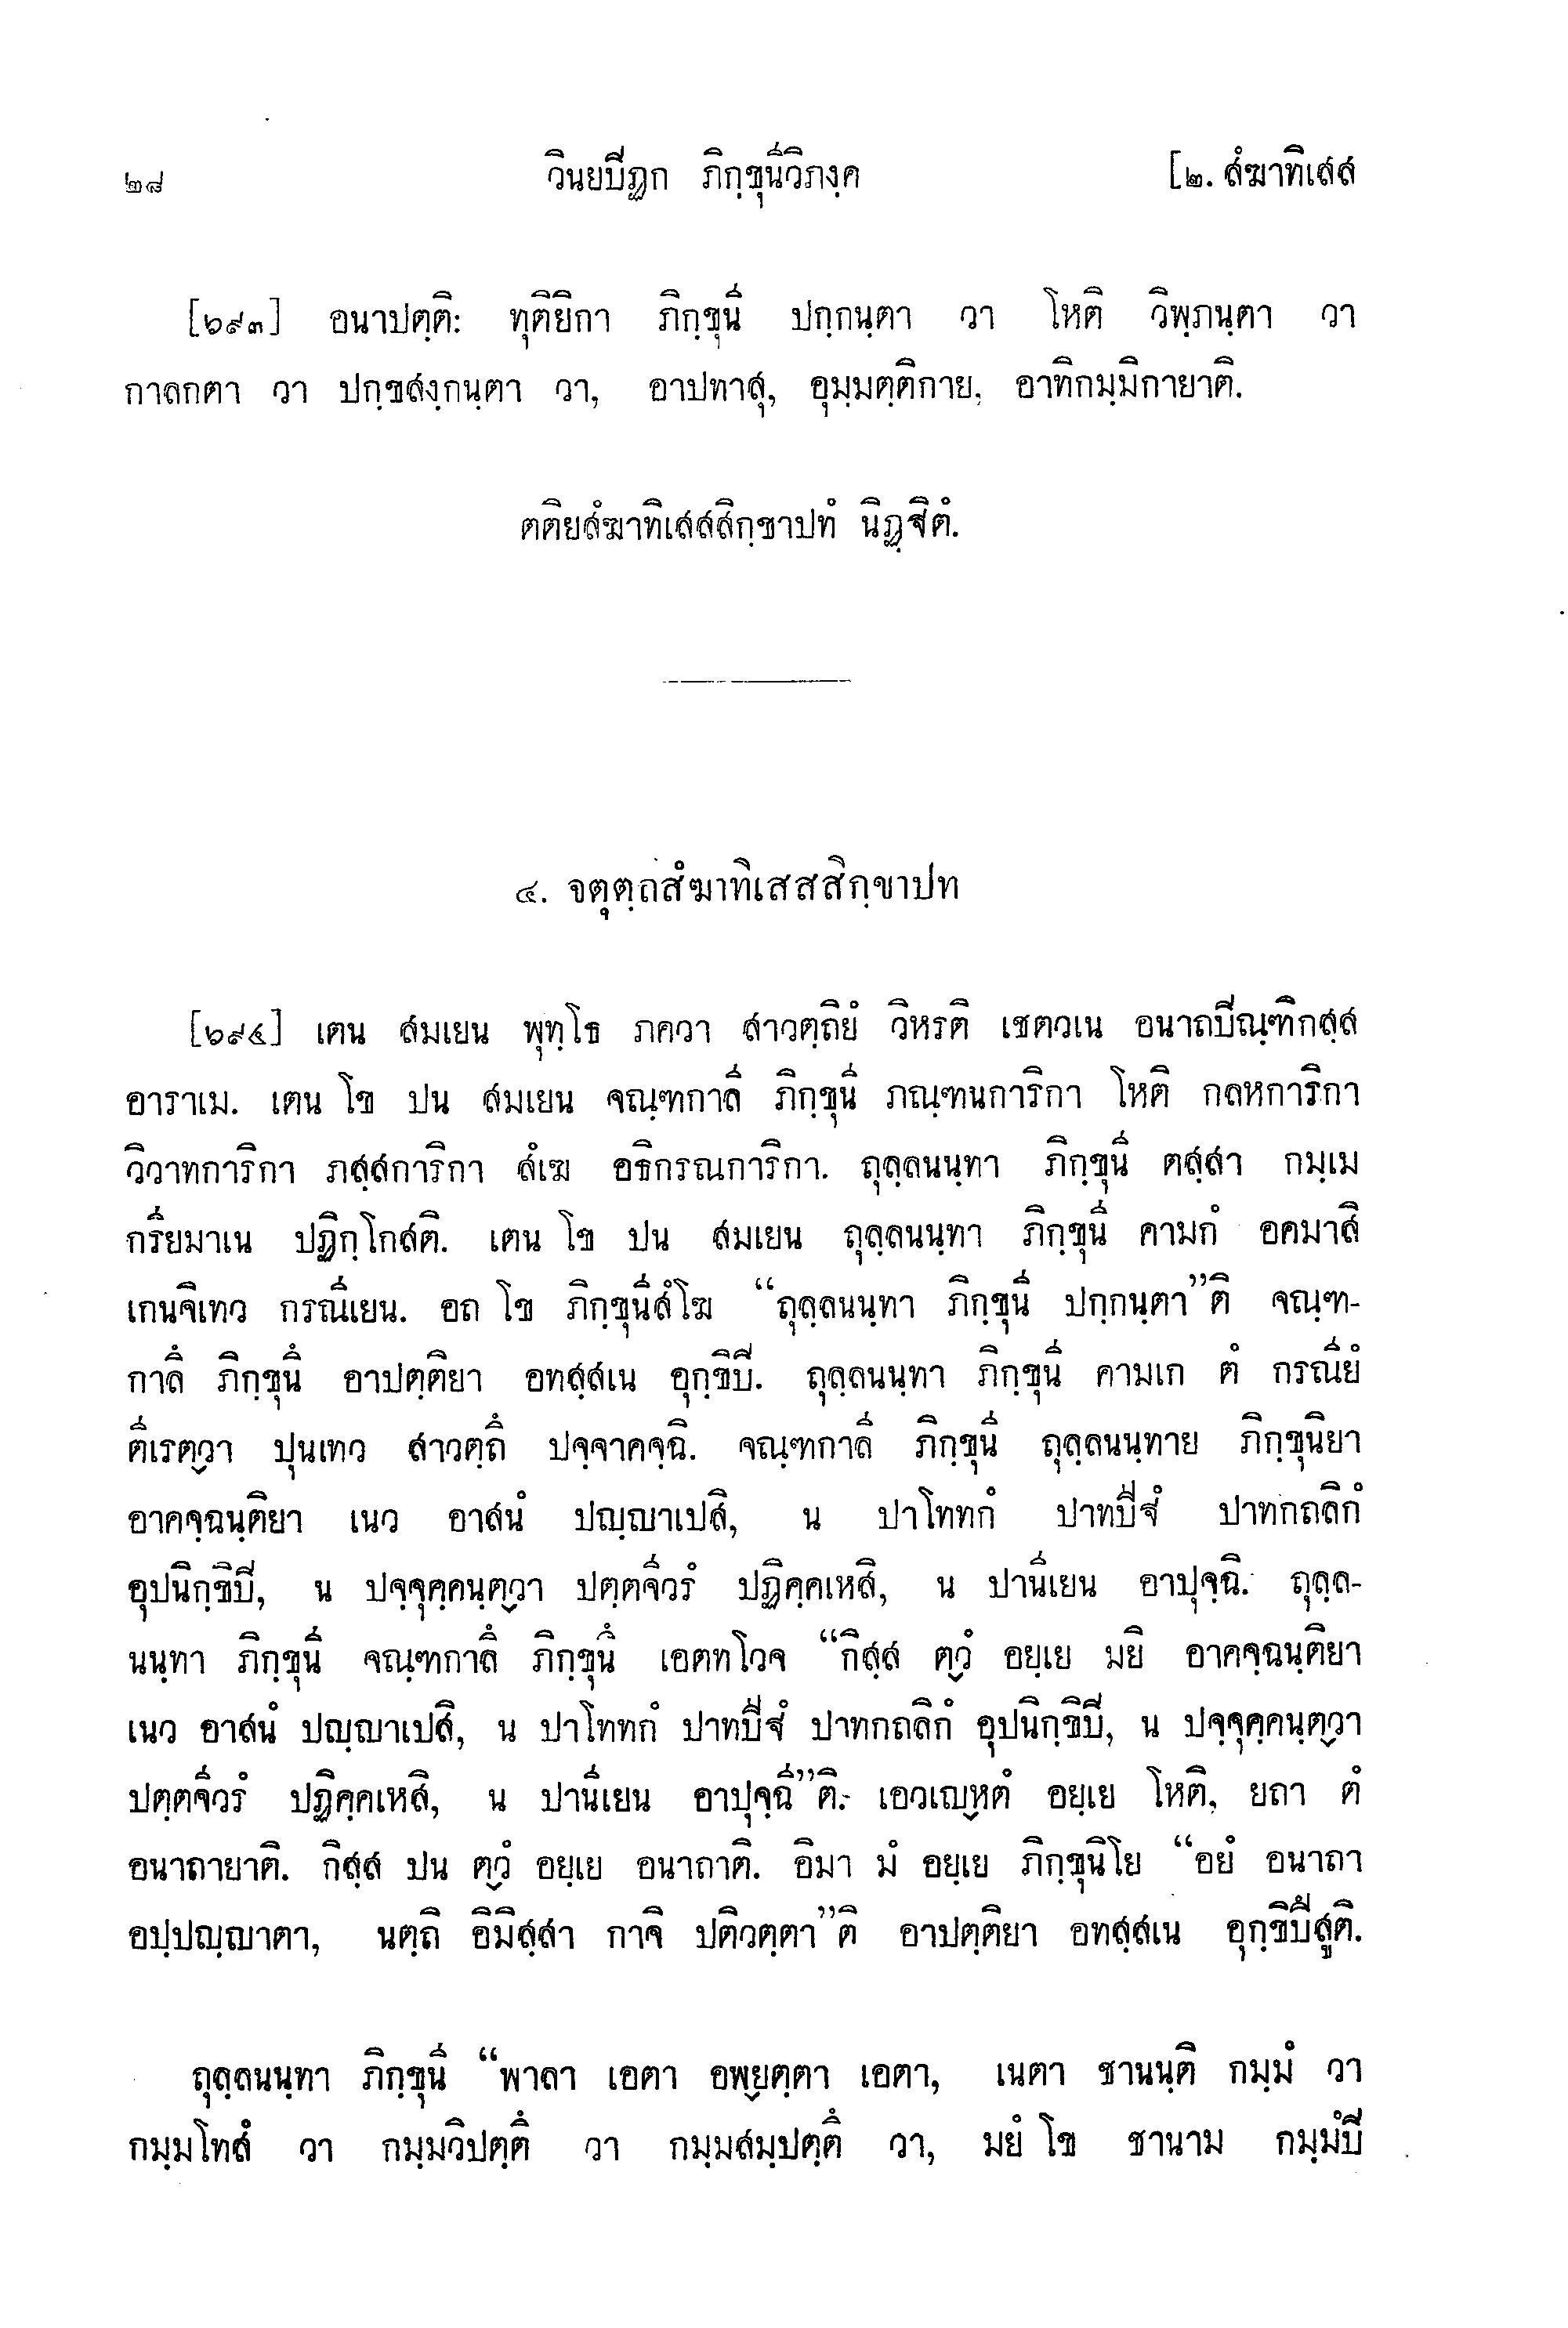 ๒๘ วินยปิฏก ภิกฺขุนีวิภงฺค [๒. สํฆาทิเสส
[๖๙๓] อนาปตฺติ: ทุติยิกา ภิกฺขุนี ปกฺกนฺตา วา โหติ วิพฺภนฺตา วา
กาลกตา วา ปกฺขสงฺกนฺตา วา, อาปทาสุ, อุมฺมตฺติกาย, อาทิกมฺมิกายาติ.
ตติยสํฆาทิเสสสิกฺขาปทํ นิฏฺฐิตํ.
๔. จตุตฺถสํฆาทิเสสสิกฺขาปท
[๖๙๔] เตน สมเยน พุทฺโธ ภควา สาวตฺถิยํ วิหรติ เชตวเน อนาถปิณฺฑิกสฺส
อาราเม. เตน โข ปน สมเยน จณฺฑกาลี ภิกฺขุนี ภณฺฑนการิกา โหติ กลหการิกา
วิวาทการิกา ภสฺสการิกา สํเฆ อธิกรณการิกา. ถุลฺลนนฺทา ภิกฺขุนี ตสฺสา กมฺเม
กรียมาเน ปฏิกฺโกสติ. เตน โข ปน สมเยน ถุลฺลนนฺทา ภิกฺขุนี คามกํ อคมาสิ
เกนจิเทว กรณีเยน. อถ โข ภิกฺขุนีสํโฆ “ถุลฺลนนฺทา ภิกฺขุนี ปกฺกนฺตา”ติ จณฺฑ-
กาลึ ภิกฺขุนึ อาปตฺติยา อทสฺสเน อุกฺขิปิ. ถุลฺลนนฺทา ภิกฺขุนี คามเก ตํ กรณียํ
ตีเรตฺวา ปุนเทว สาวตฺถึ ปจฺจาคจฺฉิ. จณฺฑกาลี ภิกฺขุนี ถุลฺลนนฺทาย ภิกฺขุนิยา
อาคจฺฉนฺติยา เนว อาสนํ ปญฺญาเปสิ, น ปาโททกํ ปาทปีฐํ ปาทกถลิกํ
อุปนิกฺขิปิ, น ปจฺจุคฺคนฺตฺวา ปตฺตจีวรํ ปฏิคฺคเหสิ, น ปานีเยน อาปุจฺฉิ. ถุลฺล-
นนฺทา ภิกฺขุนี จณฺฑกาลึ ภิกฺขุนึ เอตทโวจ “กิสฺส ตฺวํ อยฺเย มยิ อาคจฺฉนฺติยา
เนว อาสนํ ปญฺญาเปสิ, น ปาโททกํ ปาทปีฐํ ปาทกถลิกํ อุปนิกฺขิปิ, น ปจฺจุคฺคนฺตฺวา
ปตฺตจีวรํ ปฏิคฺคเหสิ, น ปานีเยน อาปุจฺฉี”ติ. เอวเญฺหตํ อยฺเย โหติ, ยถา ตํ
อนาถายาติ. กิสฺส ปน ตฺวํ อยฺเย อนาถาติ. อิมา มํ อยฺเย ภิกฺขุนิโย “อยํ อนาถา
อปฺปญฺญาตา, นตฺถิ อิมิสฺสา กาจิ ปติวตฺตา”ติ อาปตฺติยา อทสฺสเน อุกฺขิปึสูติ.
ถุลฺลนนฺทา ภิกฺขุนี “พาลา เอตา อพฺยตฺตา เอตา, เนตา ชานนฺติ กมฺมํ วา
กมฺมโทสํ วา กมฺมวิปตฺตึ วา กมฺมสมฺปตฺตึ วา, มยํ โข ชานาม กมฺมํปิ